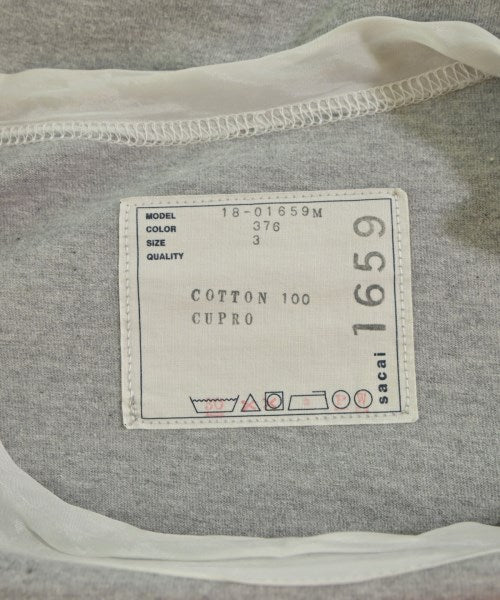 MODEL 18-01659M
COLOR 376
SIZE 3
QUALITY
COTTON 100
CUPRO
sacai 1659